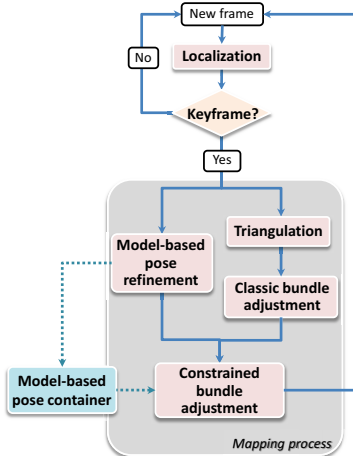 New frame
No
Localization
Keyframe?
Yes
Model-based
pose
refinement
Triangulation
Classic bundle
adjustment
Model-based
pose container
Constrained
bundle
adjustment
Mapping process